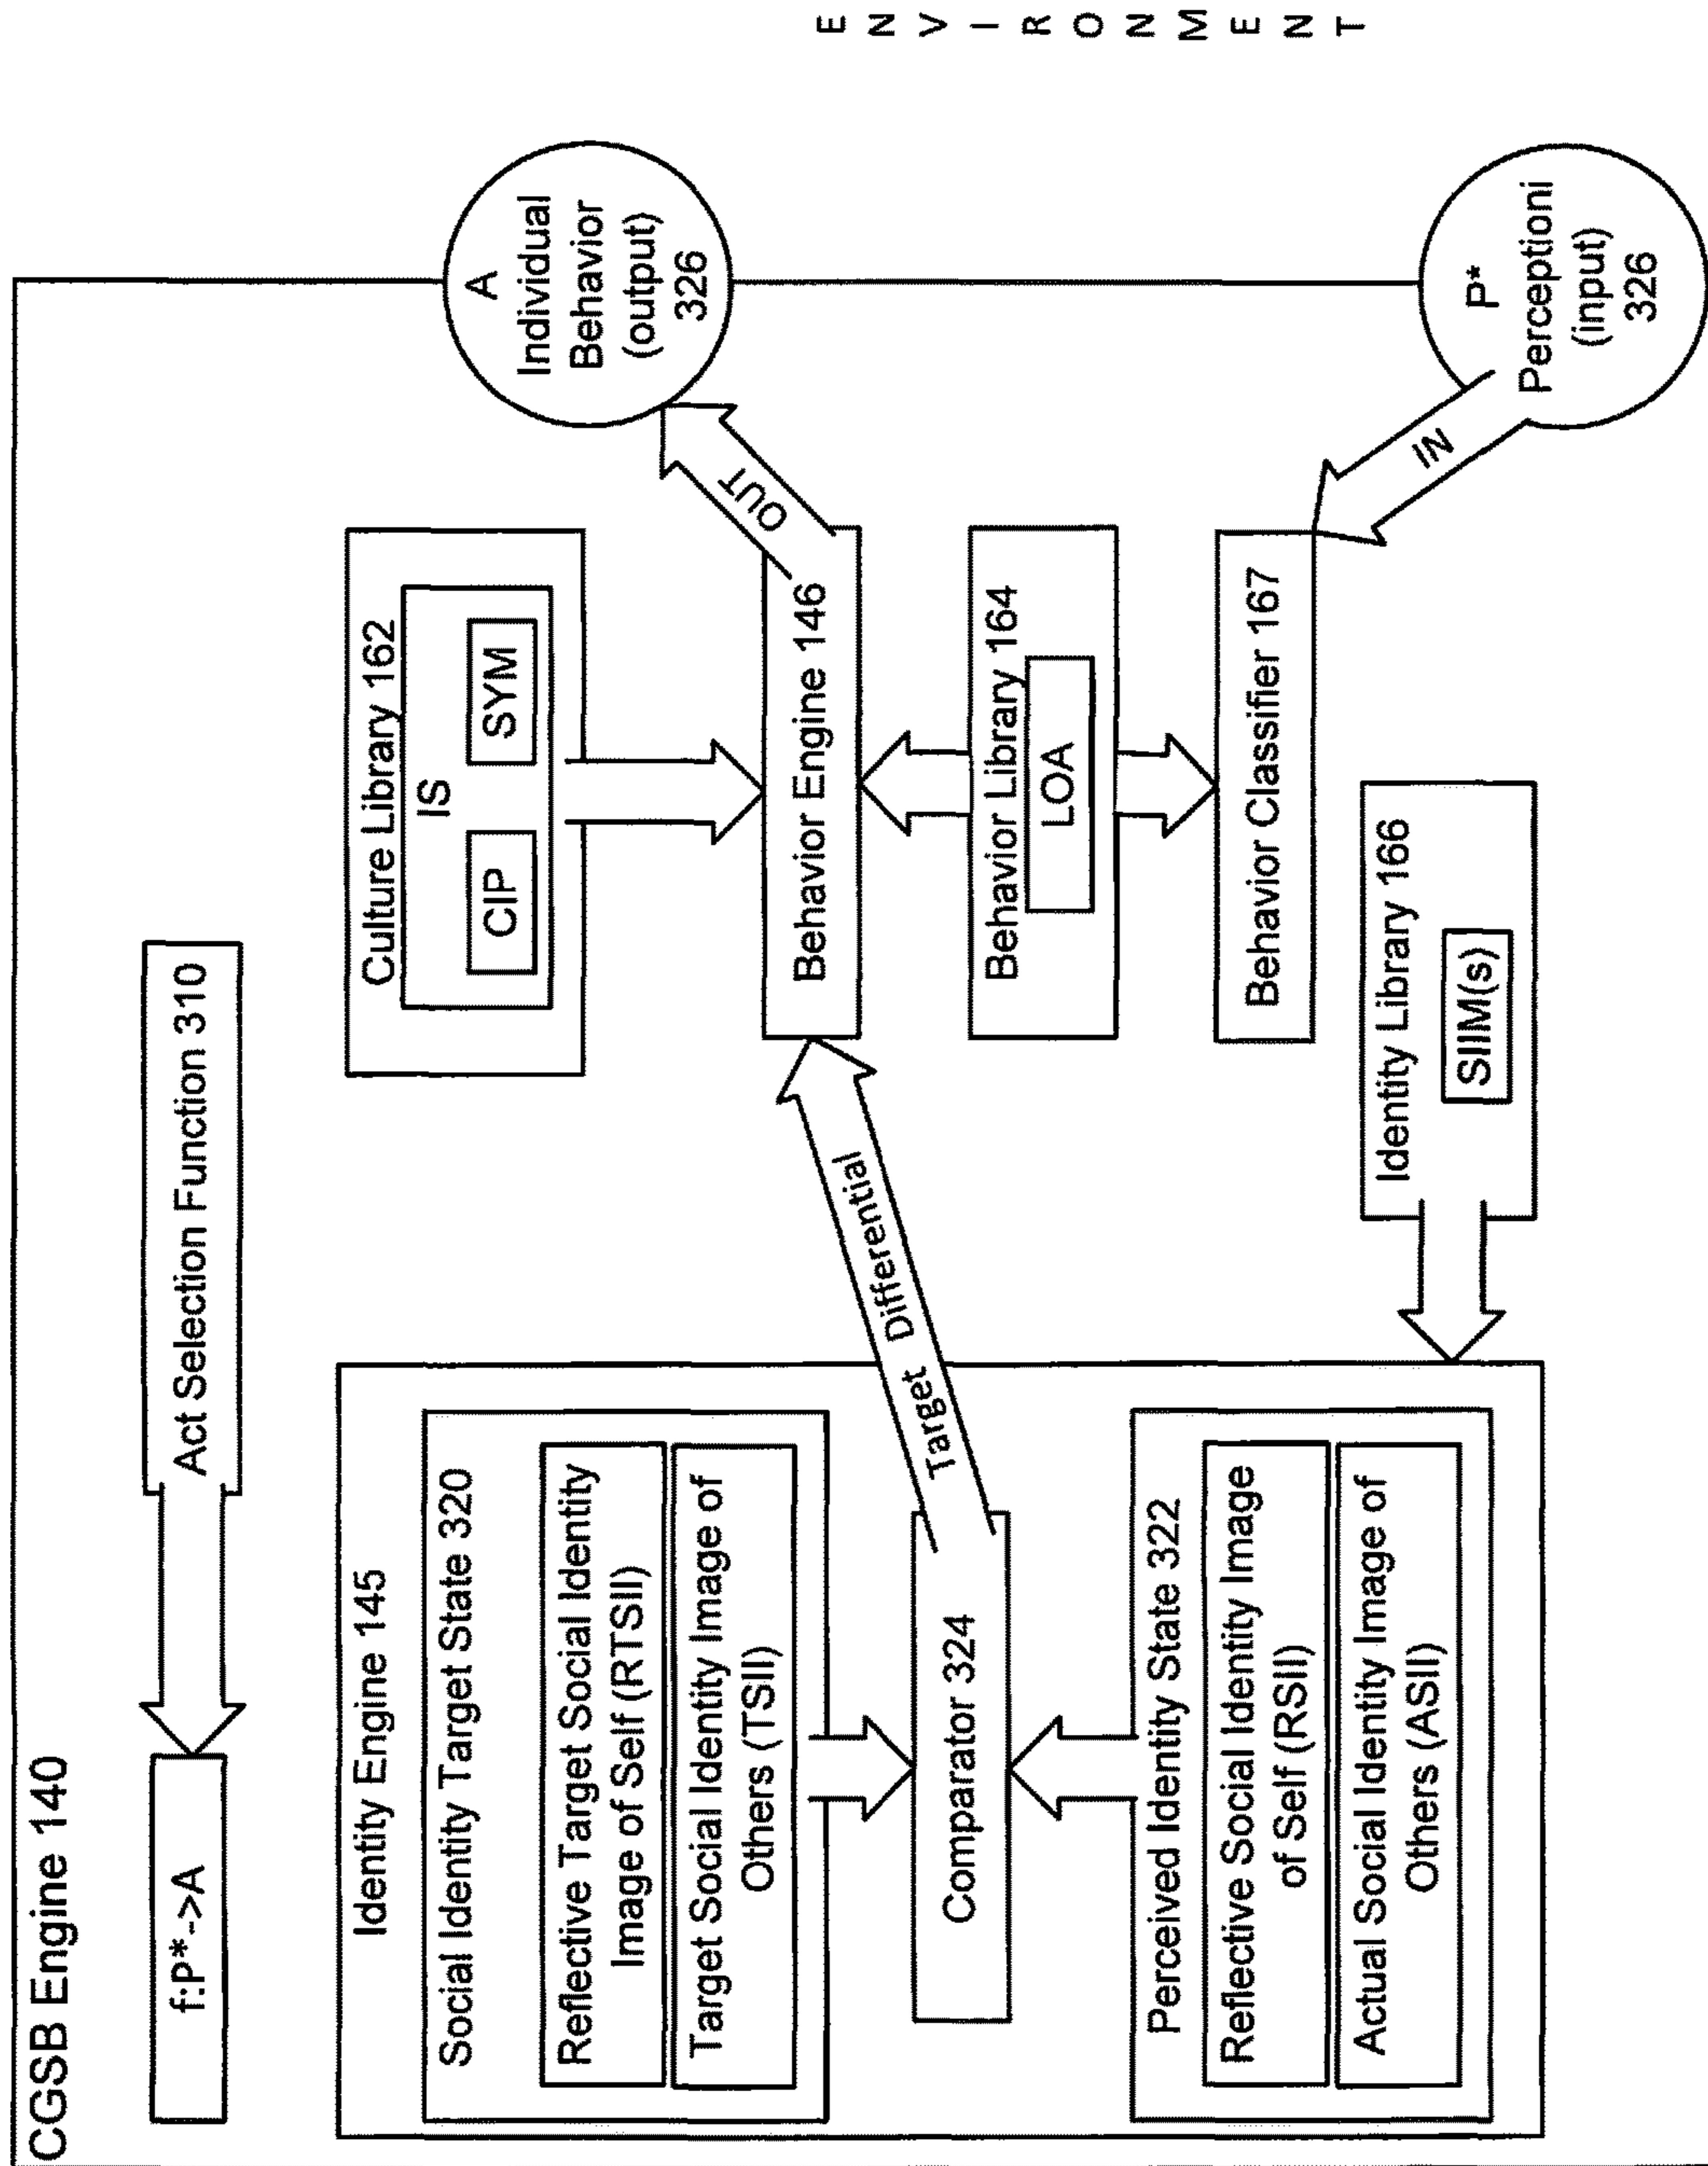 CGSB Engine 140
f:P*->A
Act Selection Function 310
Identity Engine 145
Social Identity Target State 320
Reflective Target Social Identity
Image of Self (RTSII)
Target Social Identity Image of
Others (TSII)
Comparator 324
Perceived Identity State 322
Reflective Social Identity Image
of Self (RSII)
Actual Social Identity Image of
Others (ASII)
Target Differential
Culture Library 162
IS
CIP
SYM
Behavior Engine 146
Behavior Library 164
LOA
Behavior Classifier 167
Identity Library 166
SIIM(s)
OUT
IN
A
Individual
Behavior
(output)
326
P*
Perceptioni
(input)
326
ENVIRONMENT